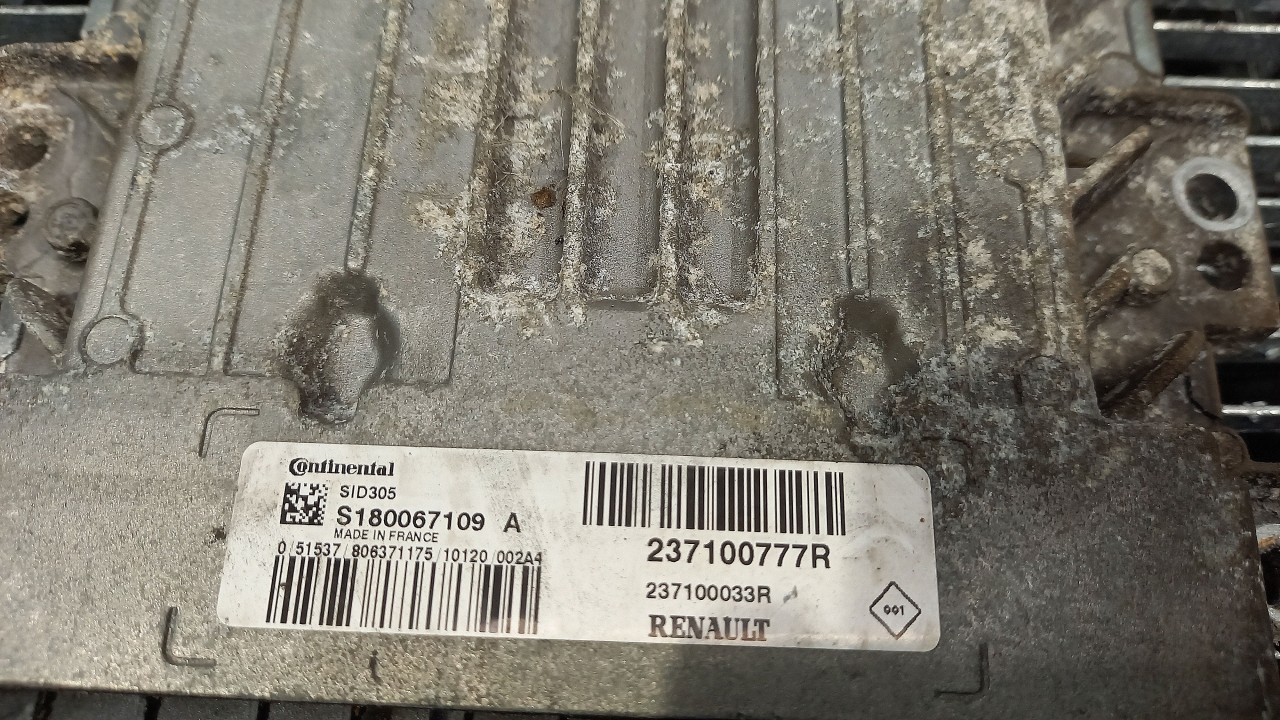 Continental
SID305
S180067109 A
MADE IN FRANCE
0/51537/806371175/10120/002A4
237100777R
237100033R
RENAULT
001